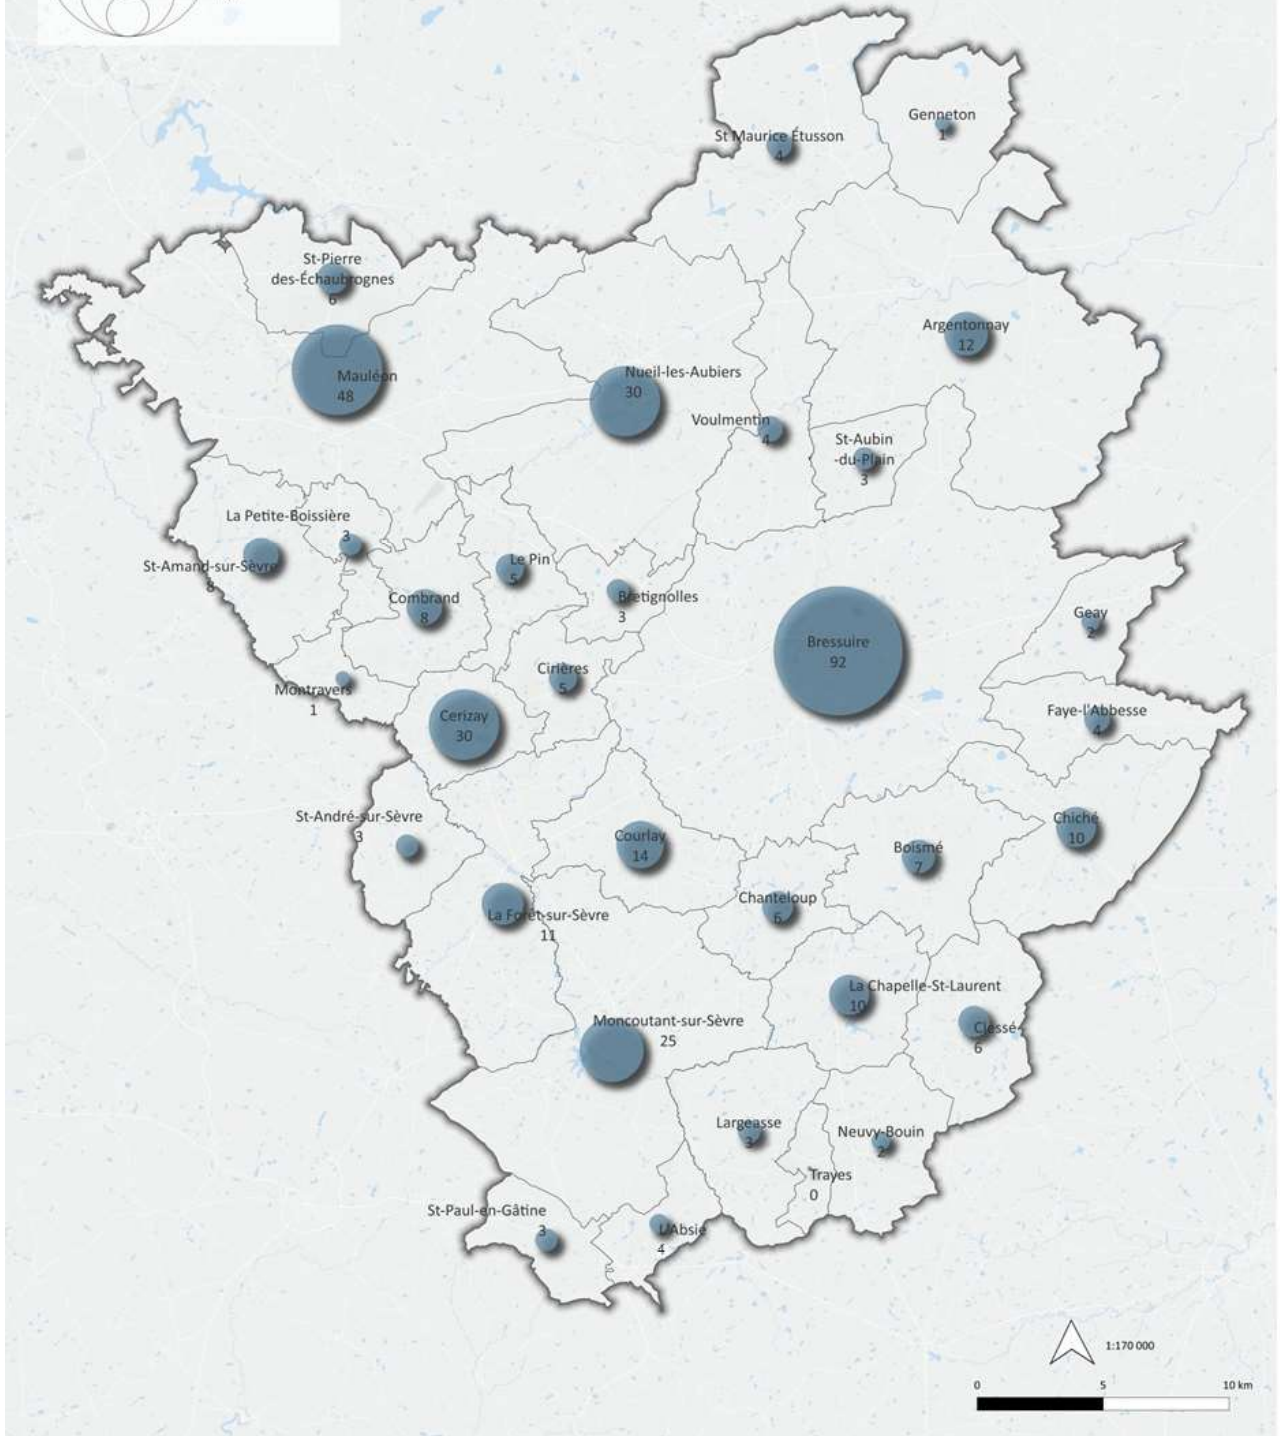 Genneton
1
St Maurice Étusson
4
St-Pierre
des-Échaubrognes
6
Argentonnay
12
Mauléon
48
Nueil-les-Aubiers
30
Voulmentin
4
St-Aubin
-du-Plain
3
La Petite-Boissière
3
St-Amand-sur-Sèvre
8
Le Pin
5
Combrand
8
Bretignolles
3
Geay
2
Bressuire
92
Cirières
5
Montravers
1
Faye-l'Abbesse
4
Cerizay
30
St-André-sur-Sèvre
3
Chiché
10
Courlay
14
Boismé
7
Chanteloup
6
La Forêt-sur-Sèvre
11
La Chapelle-St-Laurent
10
Moncoutant-sur-Sèvre
25
Clessé
6
Largeasse
3
Neuvy-Bouin
2
Trayes
0
St-Paul-en-Gâtine
3
L'Absie
4
1:170 000
0 5 10 km